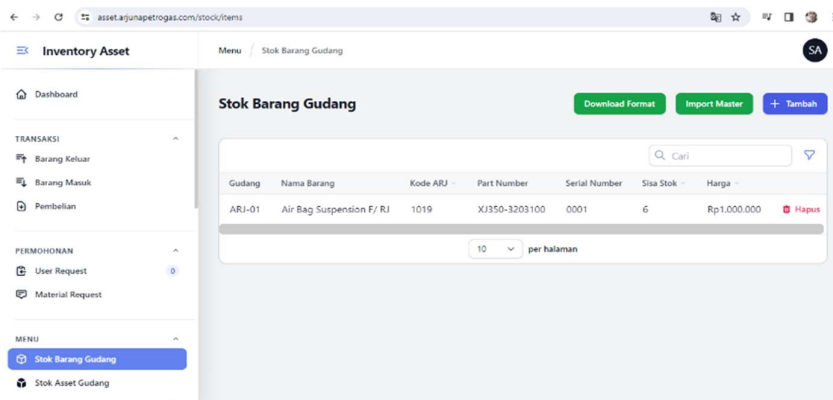 asset.arjunapetrogas.com/stock/items
Inventory Asset
Menu / Stok Barang Gudang
SA
Dashboard
Stok Barang Gudang
Download Format
Import Master
+ Tambah
TRANSAKSI
Barang Keluar
Barang Masuk
Pembelian
Cari
Gudang Nama Barang Kode ARJ Part Number Serial Number Sisa Stok Harga
ARJ-01 Air Bag Suspension F/ RJ 1019 XJ350-3203100 0001 6 Rp1.000.000 Hapus
10 per halaman
PERMOHONAN
User Request 0
Material Request
MENU
Stok Barang Gudang
Stok Asset Gudang